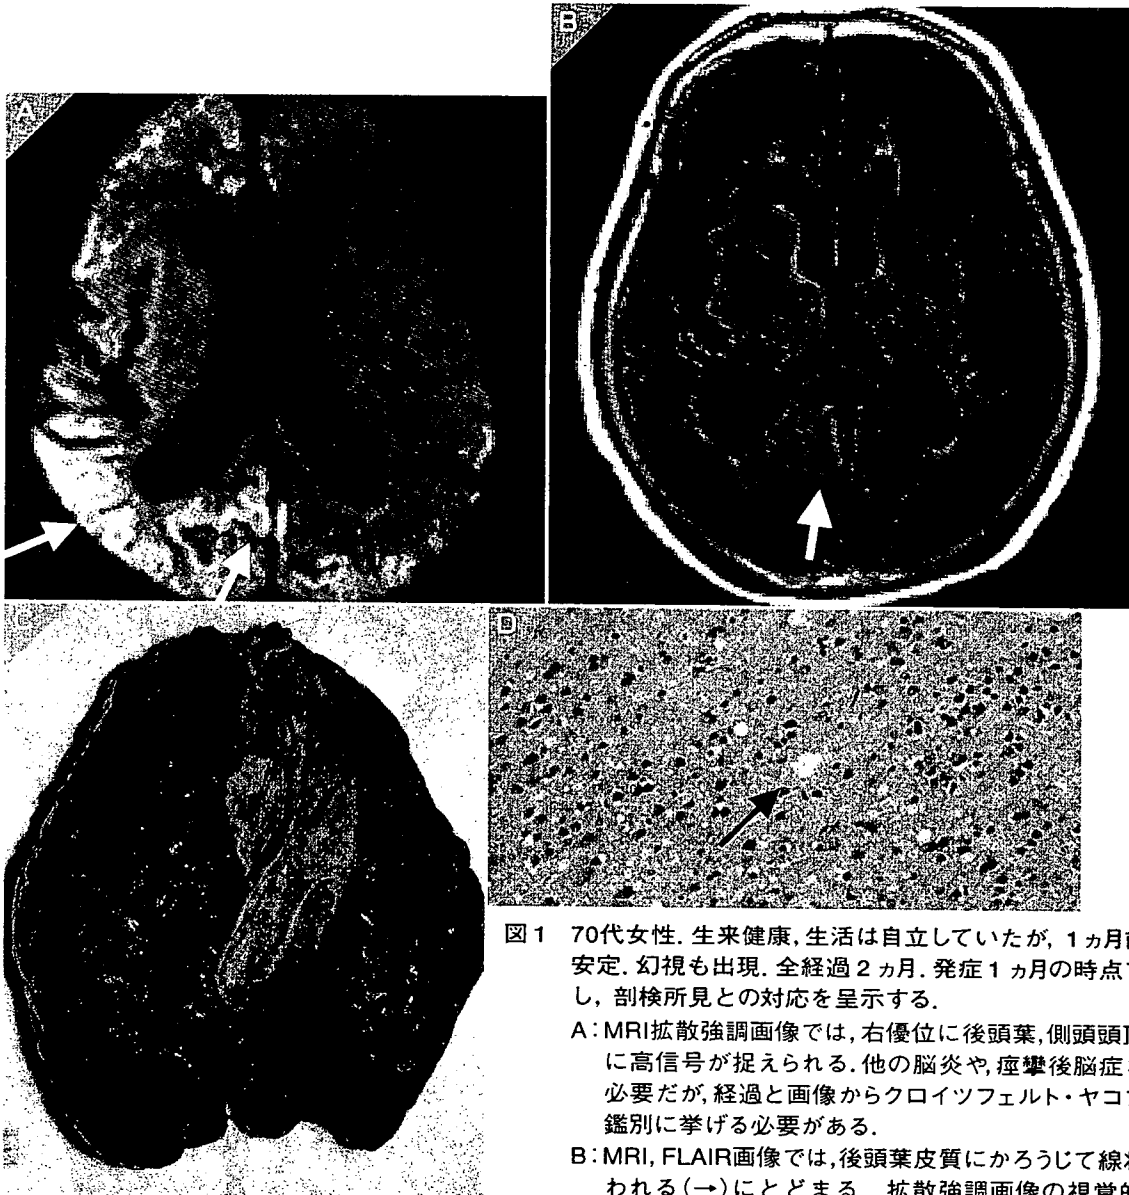 A
B
C
D
図1 70代女性.生来健康,生活は自立していたが,1ヵ月前
安定.幻視も出現.全経過2ヵ月.発症1ヵ月の時点で
し,剖検所見との対応を呈示する.
A:MRI拡散強調画像では,右優位に後頭葉,側頭頭頂
に高信号が捉えられる.他の脳炎や,痙攣後脳症
必要だが,経過と画像からクロイツフェルト・ヤコブ
鑑別に挙げる必要がある.
B:MRI,FLAIR画像では,後頭葉皮質にかろうじて線状
われる(→)にとどまる.拡散強調画像の視覚的